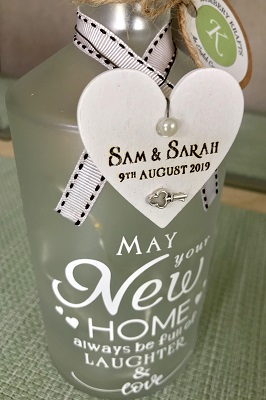 K
SAM & SARAH
9TH AUGUST 2019
MAY
your
New
HOME
always be full of
LAUGHTER
&
love